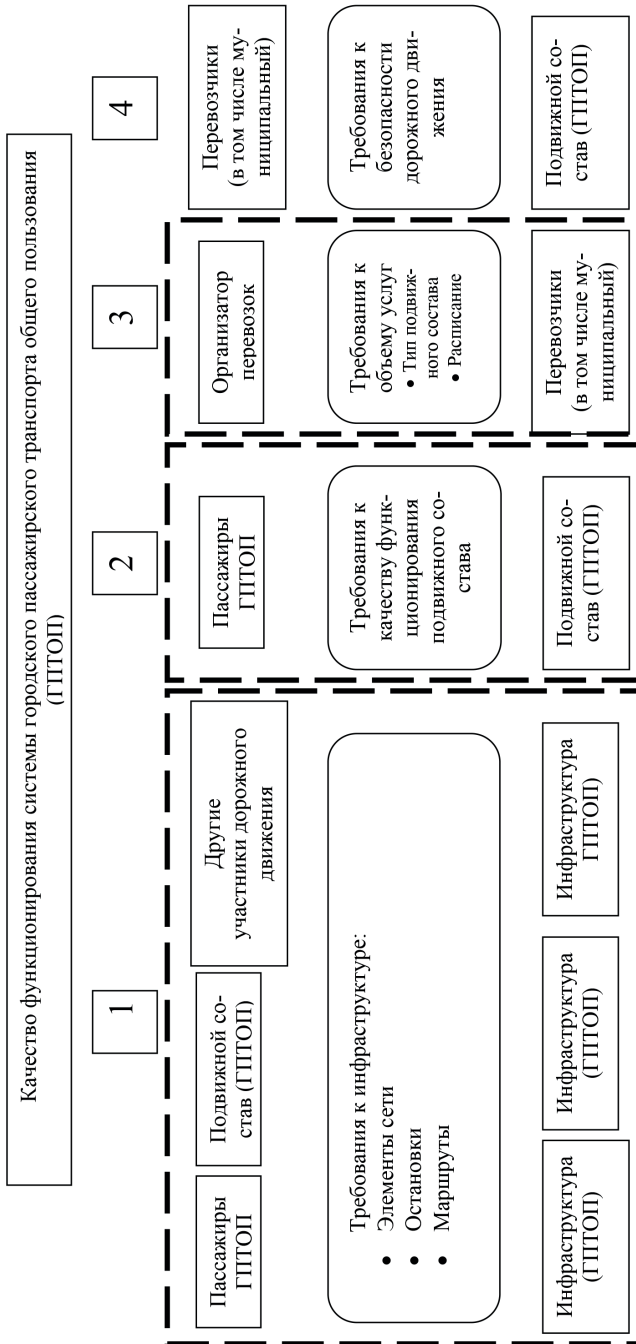 Качество функционирования системы городского пассажирского транспорта общего пользования
(ГПТОП)
1
2
3
4
Пассажиры
ГПТОП
Подвижной со-
став (ГПТОП)
Другие
участники дорожного
движения
Пассажиры
ГПТОП
Организатор
перевозок
Перевозчики
(в том числе му-
ниципальный)
Требования к инфраструктуре:
• Элементы сети
• Остановки
• Маршруты
Требования к
качеству функ-
ционирования
подвижного со-
става
Требования к
объему услуг
• Тип подвиж-
ного состава
• Расписание
Требования к
безопасности
дорожного дви-
жения
Инфраструктура
(ГПТОП)
Инфраструктура
(ГПТОП)
Инфраструктура
ГПТОП)
Подвижной со-
став (ГПТОП)
Перевозчики
(в том числе му-
ниципальный)
Подвижной со-
став (ГПТОП)